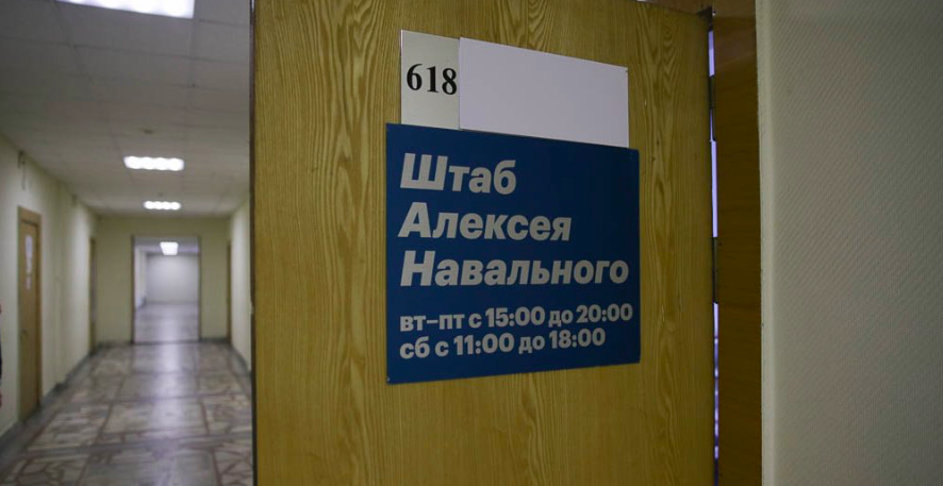 618
Штаб
Алексея
Навального
вт–пт с 15:00 до 20:00
сб с 11:00 до 18:00